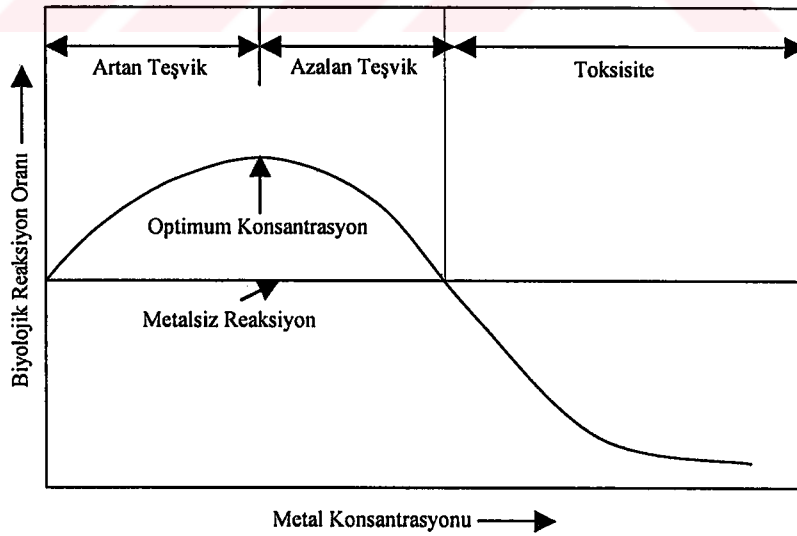 Artan Teşvik
Azalan Teşvik
Toksisite
Biyolojik Reaksiyon Oranı
Optimum Konsantrasyon
Metalsiz Reaksiyon
Metal Konsantrasyonu